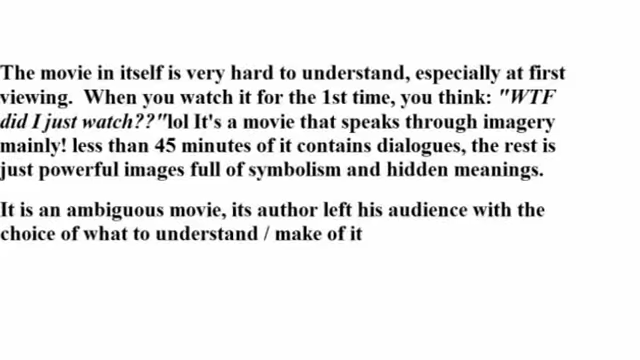 The movie in itself is very hard to understand, especially at first
viewing.  When you watch it for the 1st time, you think: "WTF
did I just watch??"lol It's a movie that speaks through imagery
mainly! less than 45 minutes of it contains dialogues, the rest is
just powerful images full of symbolism and hidden meanings.
It is an ambiguous movie, its author left his audience with the
choice of what to understand / make of it